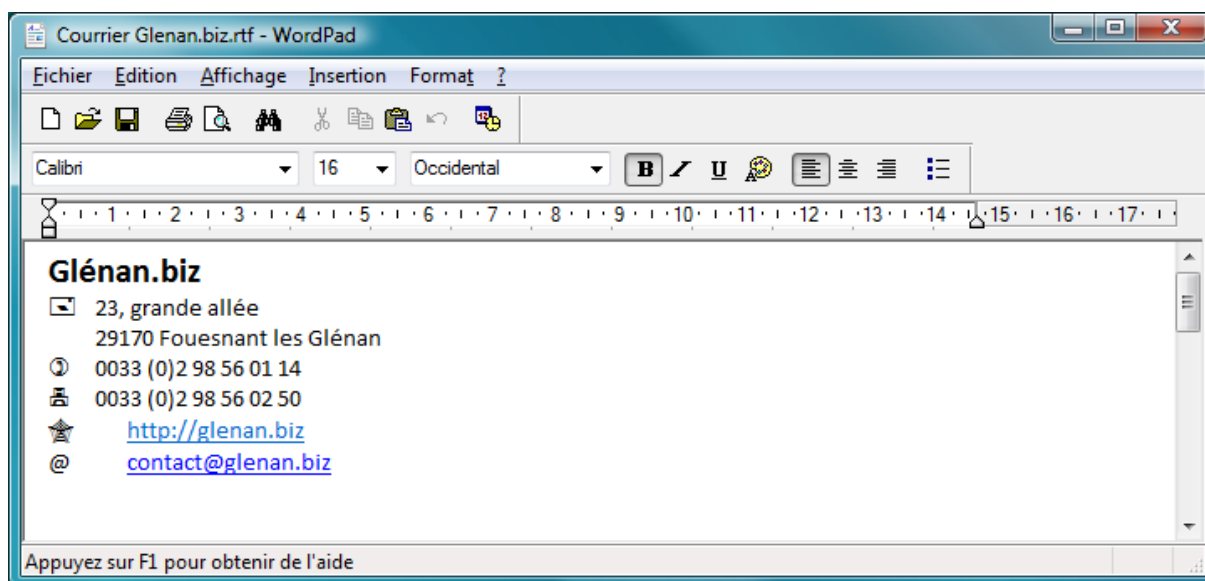 Courrier Glenan.biz.rtf - WordPad
Fichier Edition Affichage Insertion Format ?
Calibri 16 Occidental B I U
1 2 3 4 5 6 7 8 9 10 11 12 13 14 15 16 17
Glénan.biz
23, grande allée
29170 Fouesnant les Glénan
0033 (0)2 98 56 01 14
0033 (0)2 98 56 02 50
http://glenan.biz
@ contact@glenan.biz
Appuyez sur F1 pour obtenir de l'aide